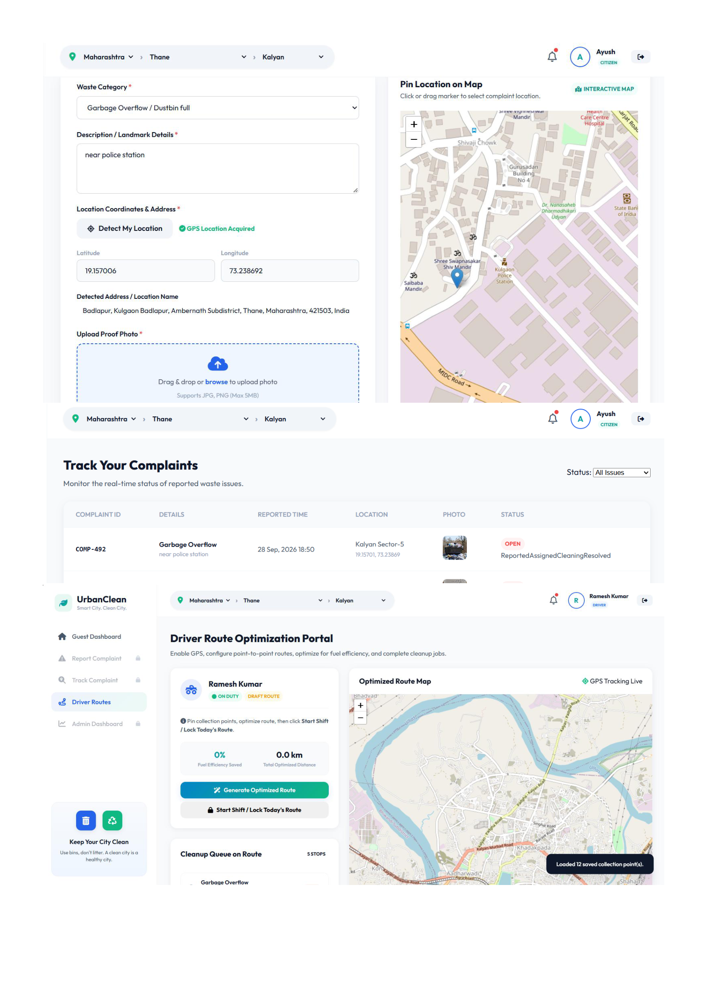 Maharashtra › Thane › Kalyan
A Ayush
CITIZEN
Waste Category *
Garbage Overflow / Dustbin full
Description / Landmark Details *
near police station
Location Coordinates & Address *
Detect My Location GPS Location Acquired
Latitude Longitude
19.157006 73.238692
Detected Address / Location Name
Badlapur, Kulgaon Badlapur, Ambernath Subdistrict, Thane, Maharashtra, 421503, India
Upload Proof Photo *
Drag & drop or browse to upload photo
Supports JPG, PNG (Max 5MB)
Pin Location on Map
INTERACTIVE MAP
Click or drag marker to select complaint location.
+
−
Shree Vighneshwar
Mandir
Health
Care Centre
Hospital
Karjat Road
Shivaji Chowk
Gurusadan
Building
No 4
Dr. Nanasaheb
Dharmadhikari
Udyan
State Bank
of India
ॐ
ॐ
Shree Swapnasakar
Shiv Mandir
Kulgaon
Police
Station
ॐ
Saibaba
Mandir
MIDC Road
Maharashtra › Thane › Kalyan
A Ayush
CITIZEN
Track Your Complaints
Status: All Issues
Monitor the real-time status of reported waste issues.
COMPLAINT ID DETAILS REPORTED TIME LOCATION PHOTO STATUS
COMP-492 Garbage Overflow 28 Sep, 2026 18:50 Kalyan Sector-5 OPEN
near police station 19.15701, 73.23869 ReportedAssignedCleaningResolved
UrbanClean
Smart City. Clean City.
Guest Dashboard
Report Complaint
Track Complaint
Driver Routes
Admin Dashboard
Keep Your City Clean
Use bins, don't litter. A clean city is a
healthy city.
Maharashtra › Thane › Kalyan
R Ramesh Kumar
DRIVER
Driver Route Optimization Portal
Enable GPS, configure point-to-point routes, optimize for fuel efficiency, and complete cleanup jobs.
Ramesh Kumar
ON DUTY DRAFT ROUTE
Pin collection points, optimize route, then click Start Shift
/ Lock Today's Route.
0% 0.0 km
Fuel Efficiency Saved Total Optimized Distance
Generate Optimized Route
Start Shift / Lock Today's Route
Cleanup Queue on Route 5 STOPS
Garbage Overflow
Optimized Route Map GPS Tracking Live
Bhadvad
+
−
Ulhas
Kalyan - Padgha Road
Ulhas
Padgha - Kalyan Road
Bhiwandi Subdistrict
Kalyan - Padgha Road
Singhal Road
Barave Road
Kalyan-Murbad Road
Khadakpada
Kalyan Road
Kon
Rd
Kalyan Bhiwandi Road
Aadharwadi
Agra Road
Shahad
Loaded 12 saved collection point(s).